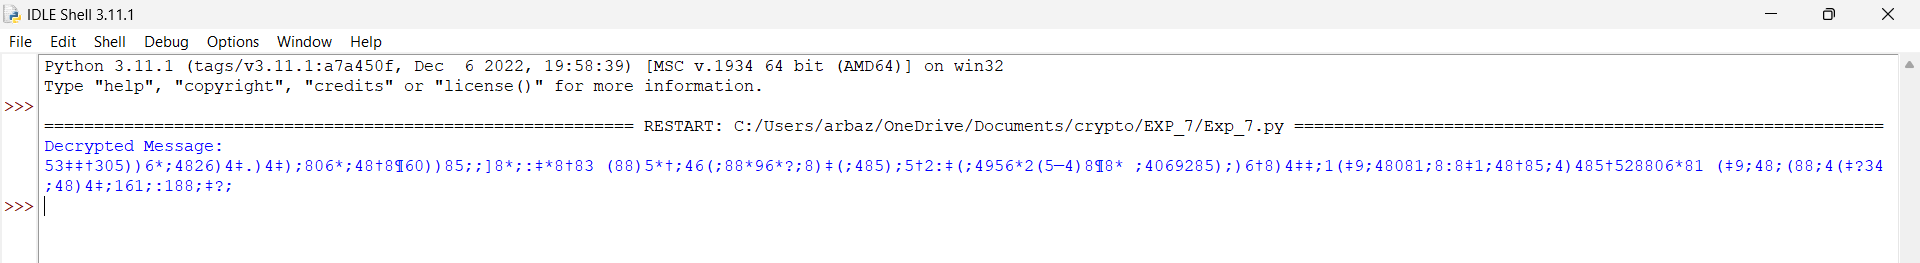 IDLE Shell 3.11.1
File Edit Shell Debug Options Window Help
Python 3.11.1 (tags/v3.11.1:a7a450f, Dec  6 2022, 19:58:39) [MSC v.1934 64 bit (AMD64)] on win32
Type "help", "copyright", "credits" or "license()" for more information.
>>>
=========================================================== RESTART: C:/Users/arbaz/OneDrive/Documents/crypto/EXP_7/Exp_7.py ===========================================================
Decrypted Message:
53‡‡†305))6*;4826)4‡.)4‡);806*;48†8¶60))85;;]8*;:‡*8†83 (88)5*†;46(;88*96*?;8)‡(;485);5†2:‡(;4956*2(5—4)8¶8* ;4069285);)6†8)4‡‡;1(‡9;48081;8:8‡1;48†85;4)485†528806*81 (‡9;48;(88;4(‡?34
;48)4‡;161;:188;‡?;
>>>